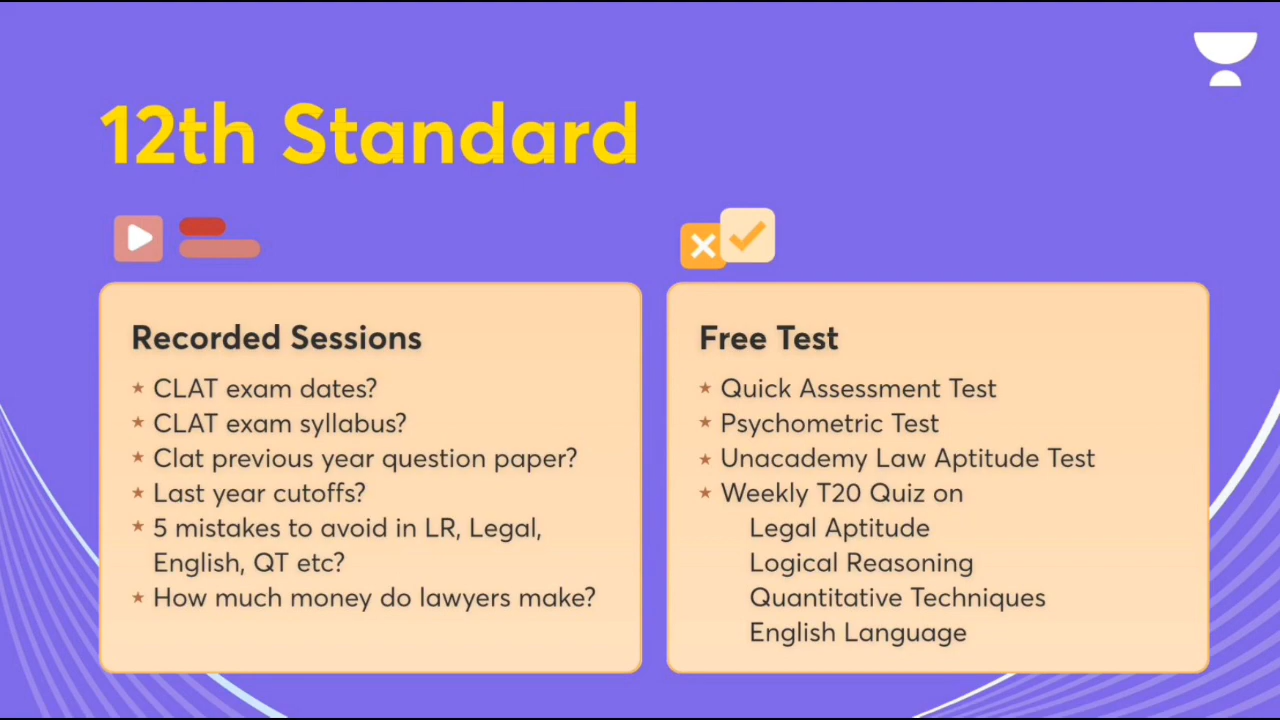 12th Standard
Recorded Sessions
★ CLAT exam dates?
★ CLAT exam syllabus?
★ Clat previous year question paper?
★ Last year cutoffs?
★ 5 mistakes to avoid in LR, Legal,
English, QT etc?
★ How much money do lawyers make?
Free Test
★ Quick Assessment Test
★ Psychometric Test
★ Unacademy Law Aptitude Test
★ Weekly T20 Quiz on
Legal Aptitude
Logical Reasoning
Quantitative Techniques
English Language